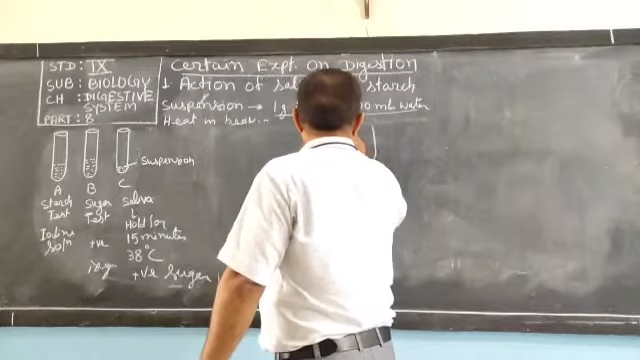 STD : IX
SUB : BIOLOGY
CH : DIGESTIVE SYSTEM
PART : 8
Certain Expt. on Digestion
1. Action of starch
Suspension → 1g ml water
Heat in
Suspension
A B C
Starch Test
Sugar Test
Saliva
↓
Hold for 15 minutes
38°C
+ve Sugar
Iodine Soln
+ve